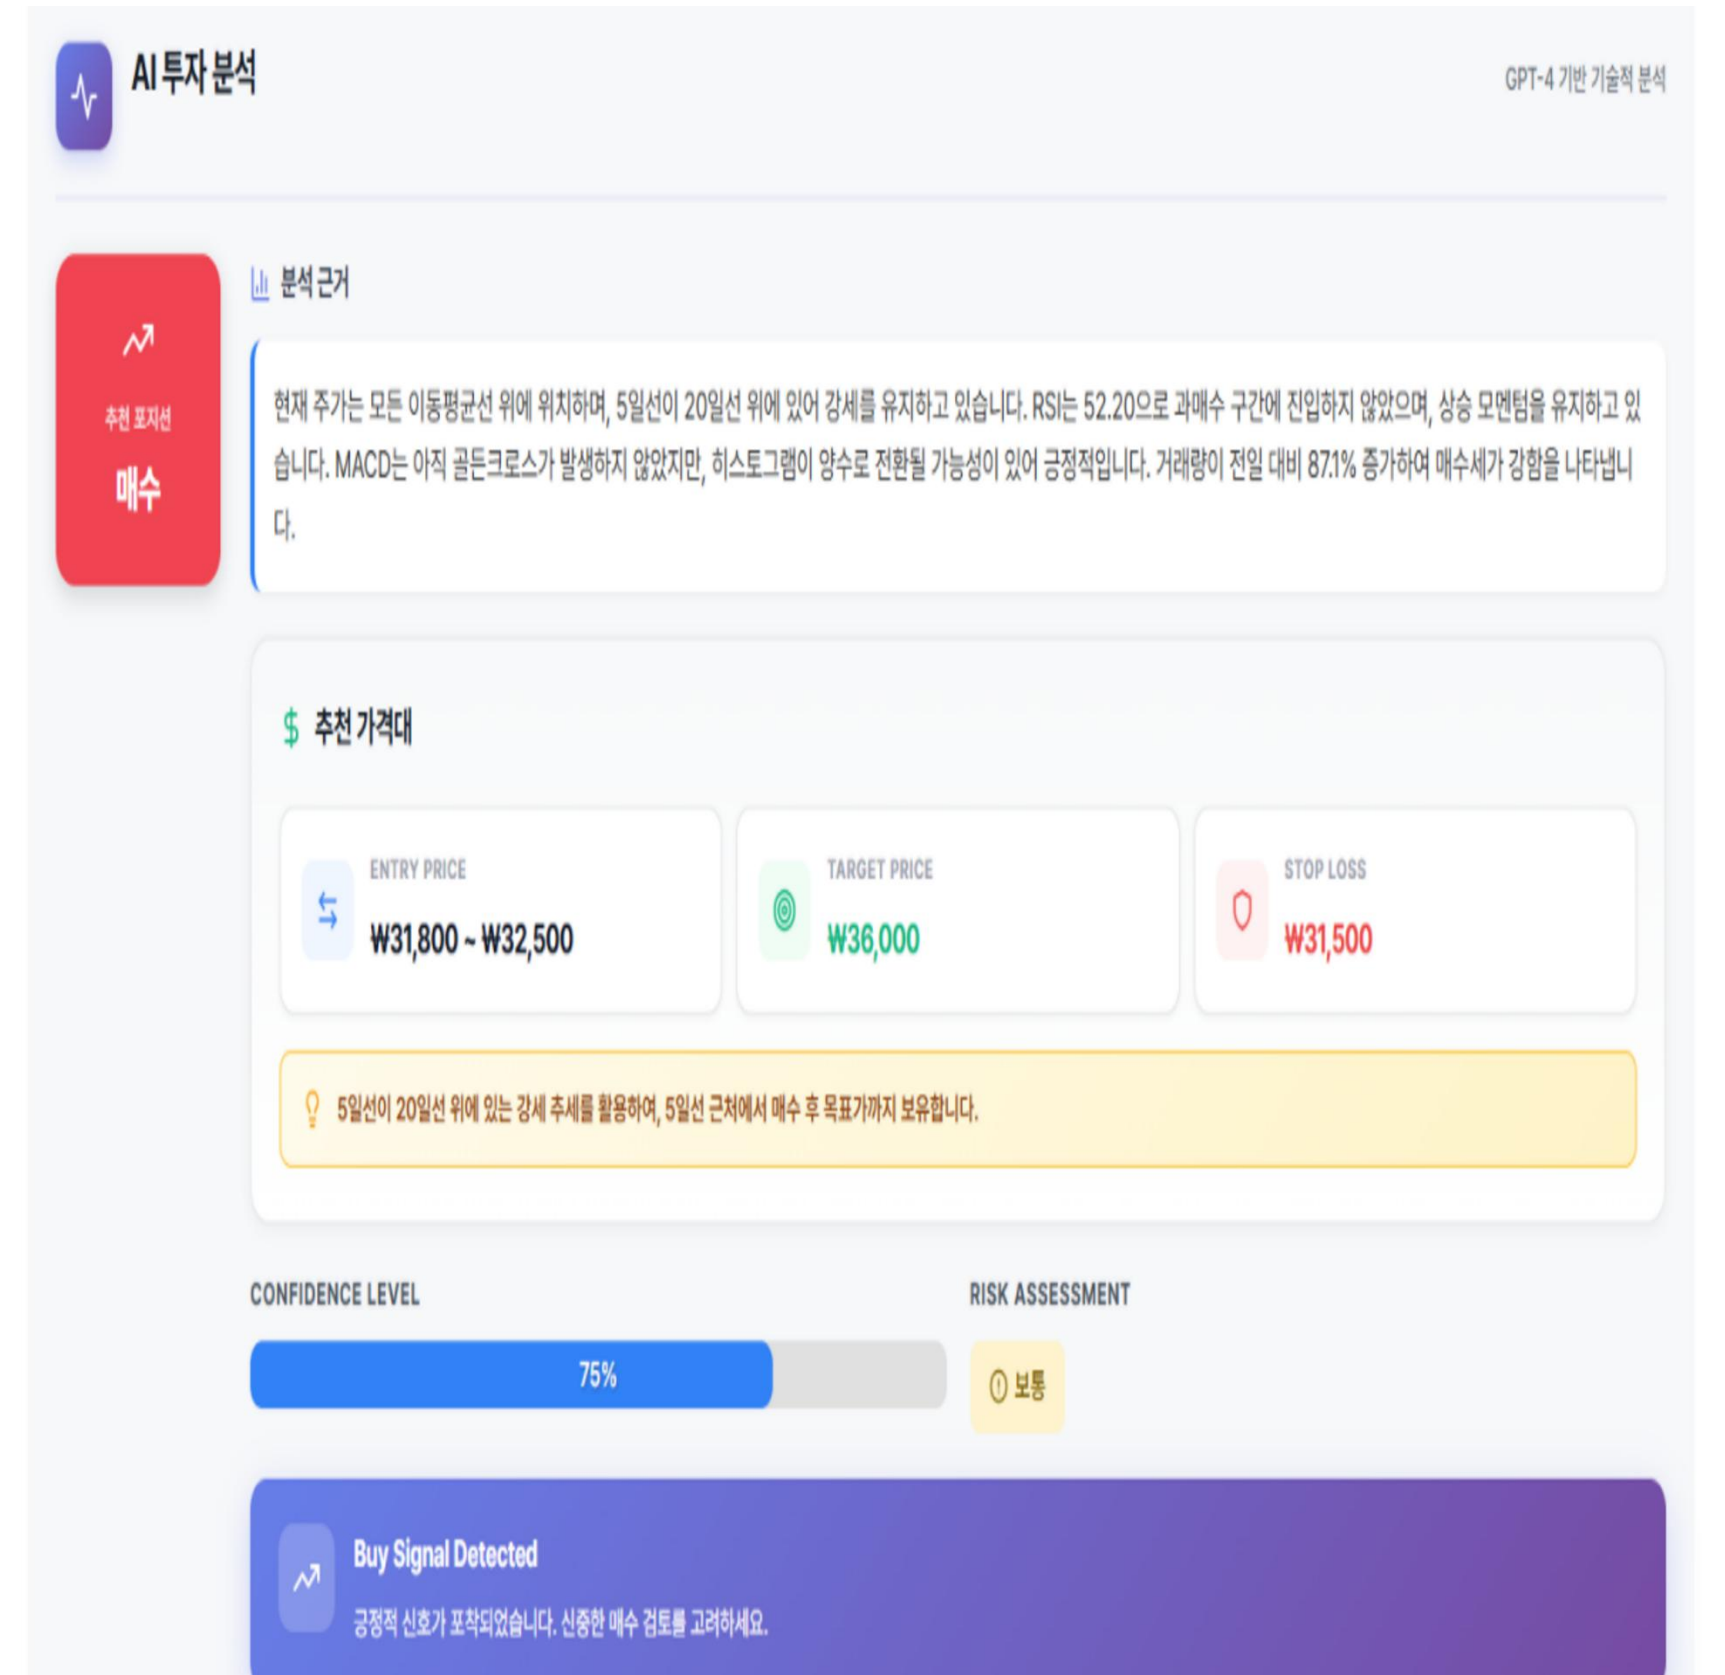 AI 투자 분석
GPT-4 기반 기술적 분석
추천 포지션
매수
분석 근거
현재 주가는 모든 이동평균선 위에 위치하며, 5일선이 20일선 위에 있어 강세를 유지하고 있습니다. RSI는 52.20으로 과매수 구간에 진입하지 않았으며, 상승 모멘텀을 유지하고 있
습니다. MACD는 아직 골든크로스가 발생하지 않았지만, 히스토그램이 양수로 전환될 가능성이 있어 긍정적입니다. 거래량이 전일 대비 87.1% 증가하여 매수세가 강함을 나타냅니
다.
$ 추천 가격대
ENTRY PRICE
₩31,800 ~ ₩32,500
TARGET PRICE
₩36,000
STOP LOSS
₩31,500
5일선이 20일선 위에 있는 강세 추세를 활용하여, 5일선 근처에서 매수 후 목표가까지 보유합니다.
CONFIDENCE LEVEL
75%
RISK ASSESSMENT
보통
Buy Signal Detected
긍정적 신호가 포착되었습니다. 신중한 매수 검토를 고려하세요.